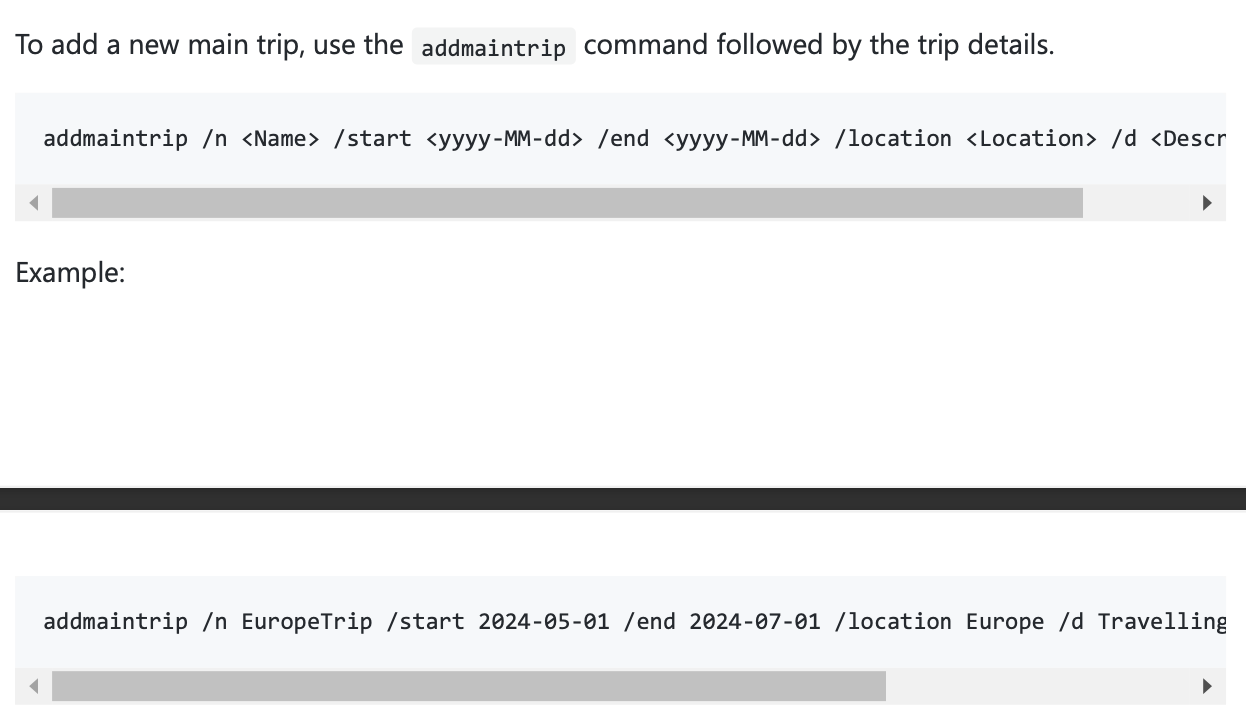 To add a new main trip, use the addmaintrip command followed by the trip details.
addmaintrip /n <Name> /start <yyyy-MM-dd> /end <yyyy-MM-dd> /location <Location> /d <Descr
Example:
addmaintrip /n EuropeTrip /start 2024-05-01 /end 2024-07-01 /location Europe /d Travelling